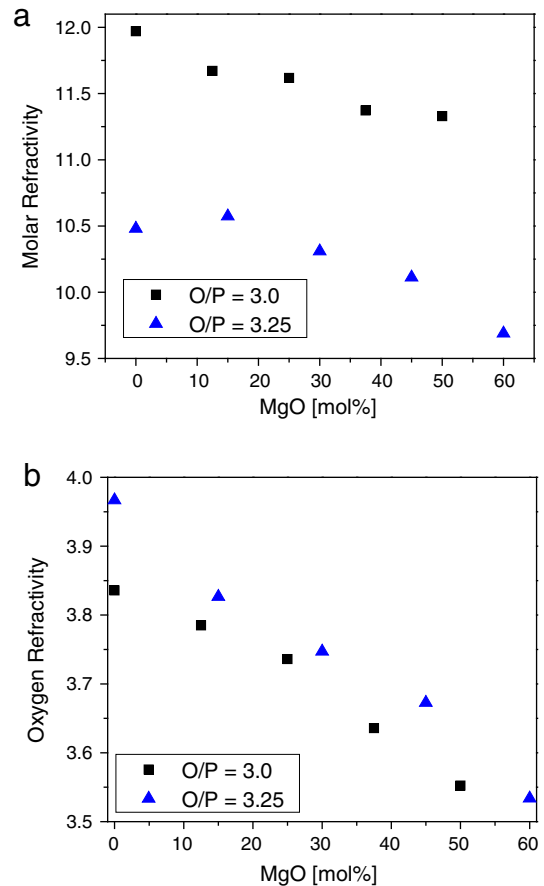 a
12.0
11.5
11.0
10.5
10.0
9.5
Molar Refractivity
O/P = 3.0
O/P = 3.25
0 10 20 30 40 50 60
MgO [mol%]
b
4.0
3.9
3.8
3.7
3.6
3.5
Oxygen Refractivity
O/P = 3.0
O/P = 3.25
0 10 20 30 40 50 60
MgO [mol%]